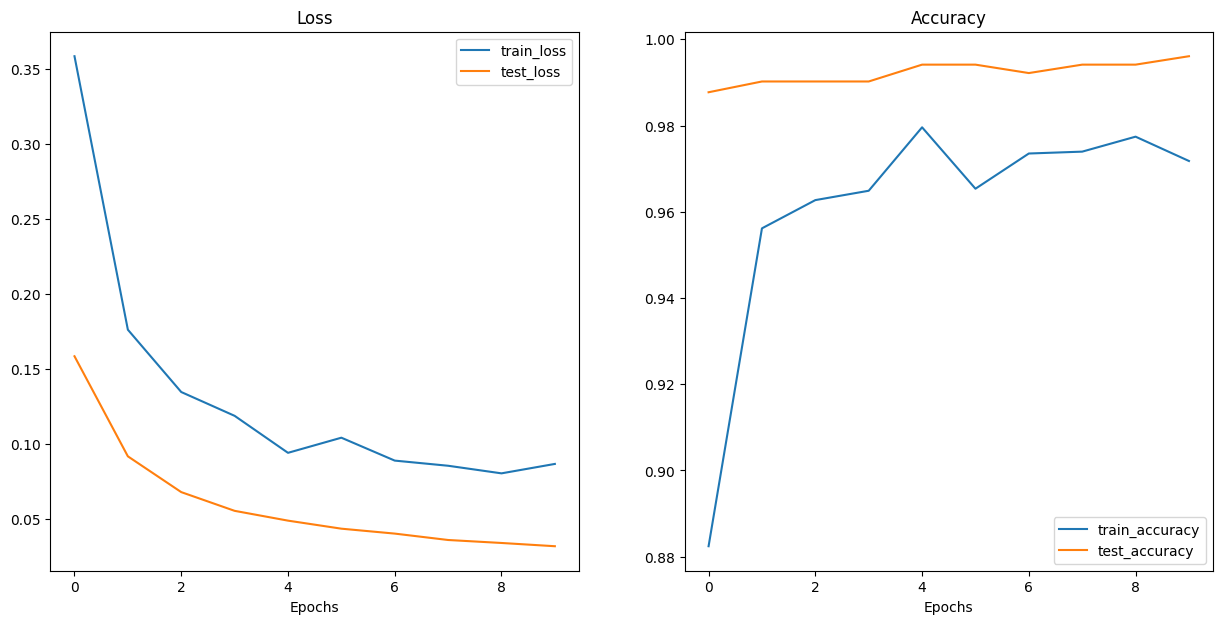 Loss
0.35
0.30
0.25
0.20
0.15
0.10
0.05
0 2 4 6 8
Epochs
train_loss
test_loss
Accuracy
1.00
0.98
0.96
0.94
0.92
0.90
0.88
0 2 4 6 8
Epochs
train_accuracy
test_accuracy